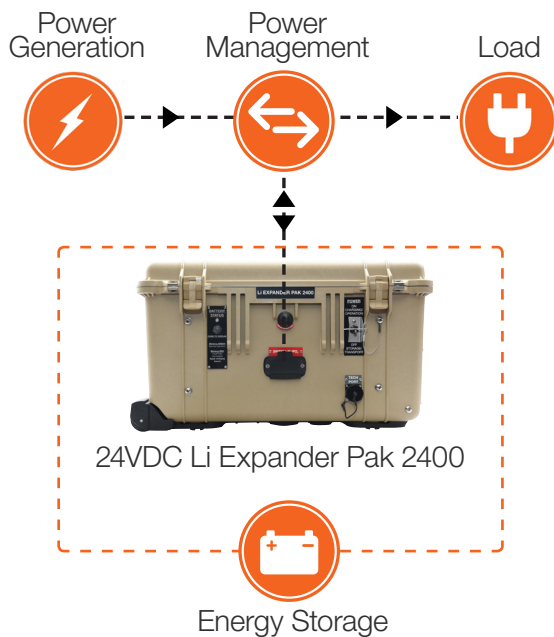 Power
Generation
Power
Management
Load
Li EXPANDER PAK 2400
BATTERY
STATUS
POWER
ON
CHARGING
OPERATION
OFF
STORAGE
TRANSPORT
TECH
PORT
24VDC Li Expander Pak 2400
+ −
Energy Storage